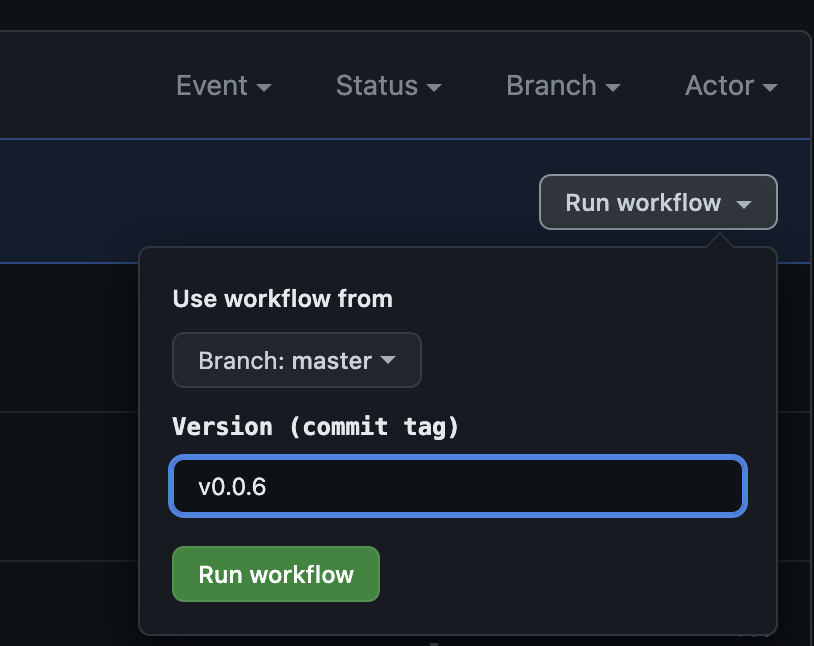 Event Status Branch Actor
Run workflow
Use workflow from
Branch: master
Version (commit tag)
v0.0.6
Run workflow